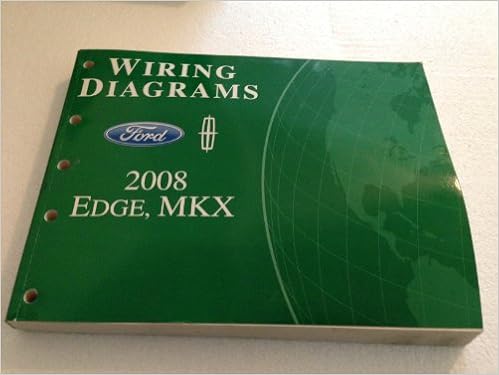 WIRING
DIAGRAMS
Ford
2008
EDGE, MKX